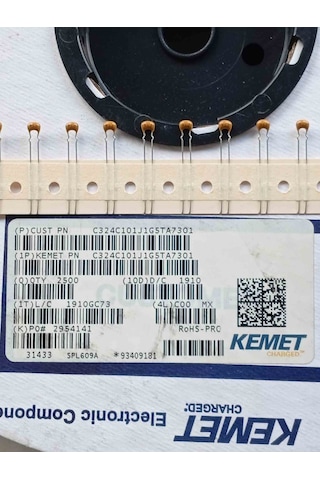 (P)CUST PN C324C101J1G5TA7301
(1P)KEMET PN C324C101J1G5TA7301
(Q)QTY 2500 (10D)D/C 1910
(1T)L/C 1910GC73 (4L)COO MX
(K)PO# 2954141 RoHS-PRC
KEMET
CHARGED.
31433 SPL609A *93409181
Electronic Compone
KEMET
CHARGED.